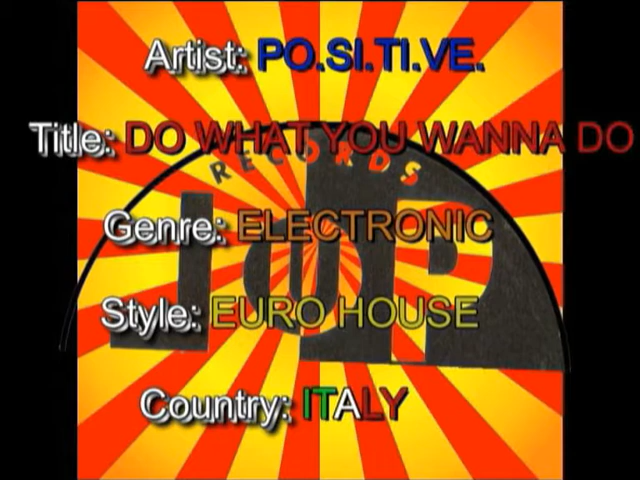 Artist: PO.SI.TI.VE.
Title: DO WHAT YOU WANNA DO
RECORDS
Genre: ELECTRONIC
Style: EURO HOUSE
Country: ITALY